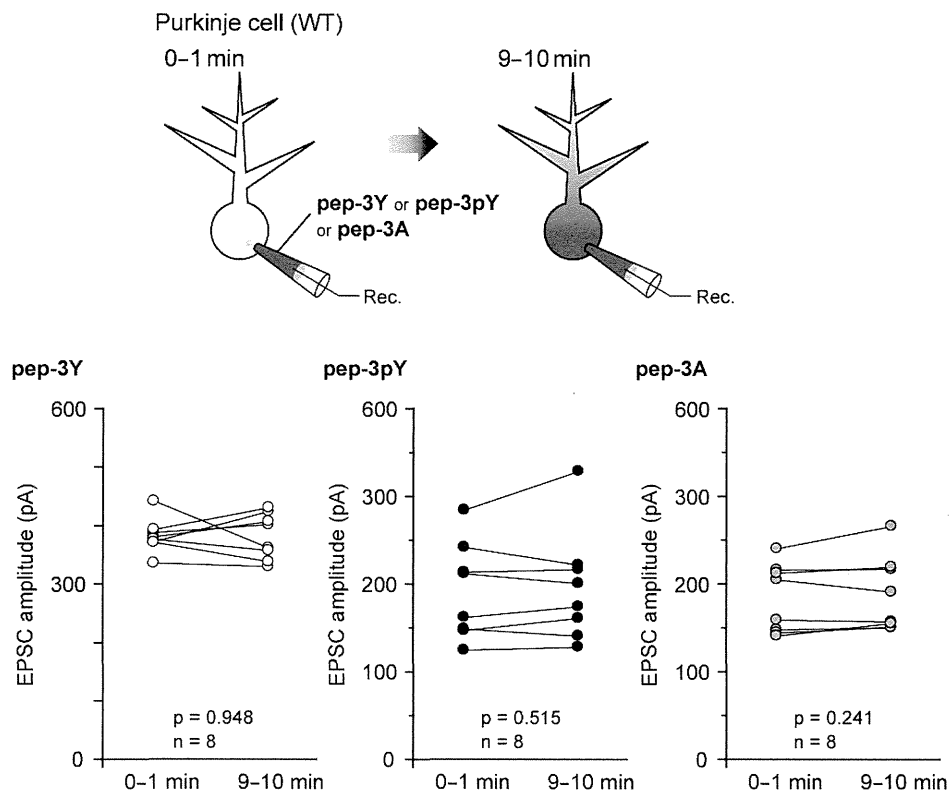 Purkinje cell (WT)
0–1 min
9–10 min
pep-3Y or pep-3pY
or pep-3A
Rec.
Rec.
pep-3Y
600
300
0
EPSC amplitude (pA)
p = 0.948
n = 8
0–1 min
9–10 min
pep-3pY
600
300
200
100
0
EPSC amplitude (pA)
p = 0.515
n = 8
0–1 min
9–10 min
pep-3A
600
300
200
100
0
EPSC amplitude (pA)
p = 0.241
n = 8
0–1 min
9–10 min